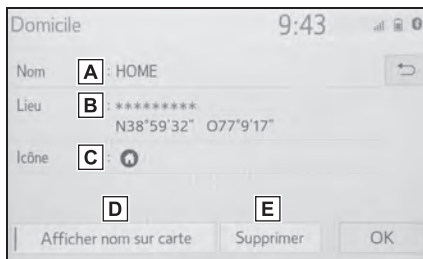 Domicile 9:43
Nom A : HOME
Lieu B : *********
N38°59'32" O77°9'17"
Icône C :
D E
Afficher nom sur carte Supprimer OK